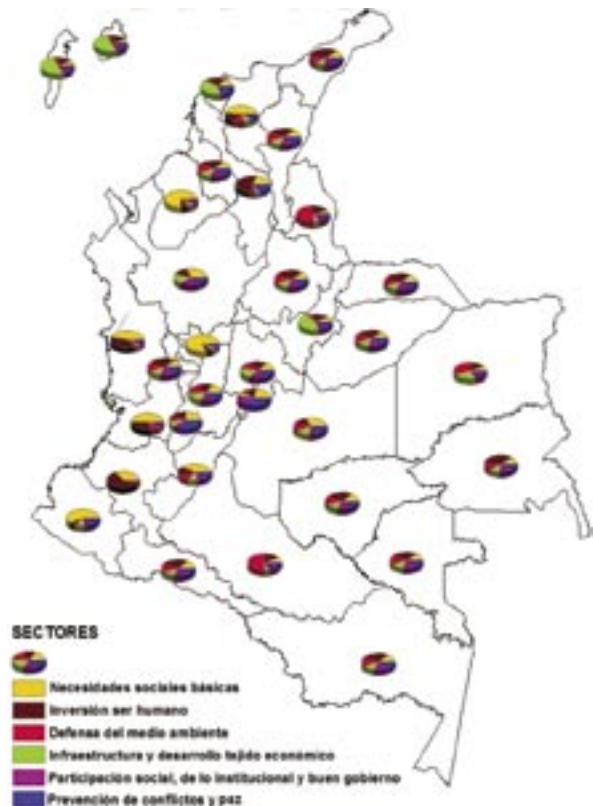 SECTORES
Necesidades sociales básicas
Inversión ser humano
Defensa del medio ambiente
Infraestructura y desarrollo tejido económico
Participación social, de lo institucional y buen gobierno
Prevención de conflictos y paz